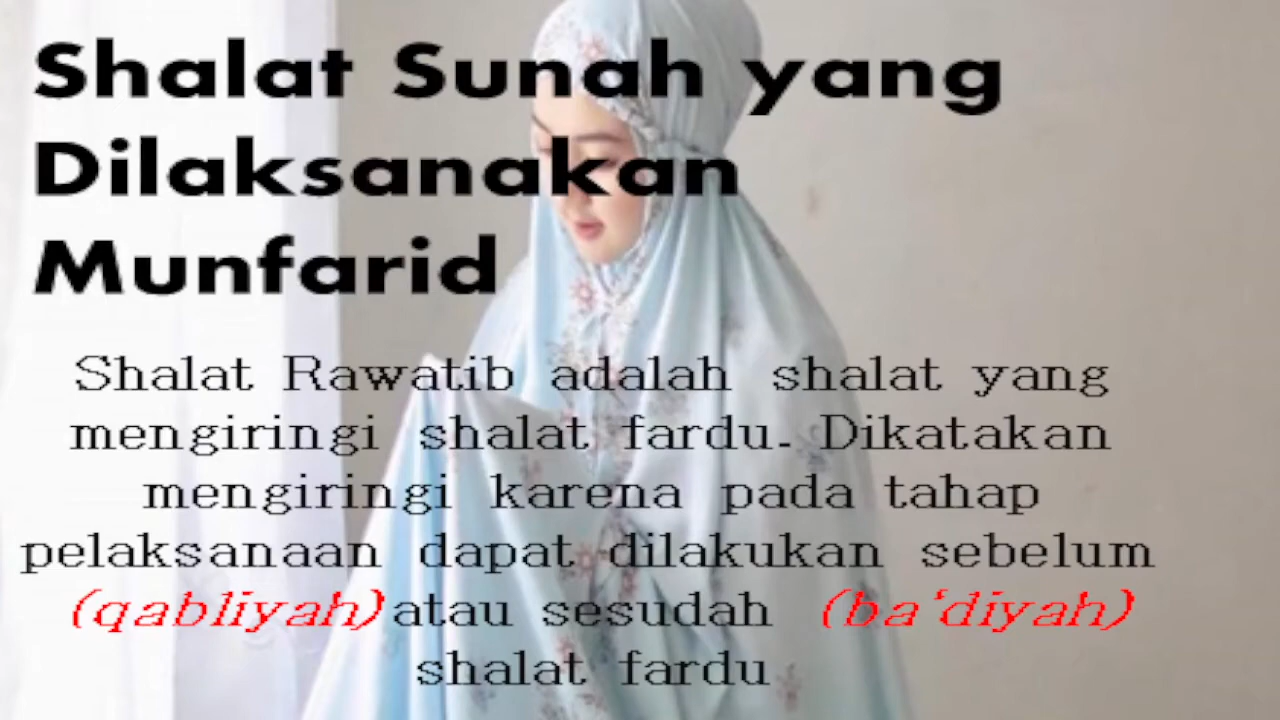 Shalat Sunah yang
Dilaksanakan
Munfarid
Shalat Rawatib adalah shalat yang
mengiringi shalat fardu. Dikatakan
mengiringi karena pada tahap
pelaksanaan dapat dilakukan sebelum
(qabliyah) atau sesudah (ba‘diyah)
shalat fardu